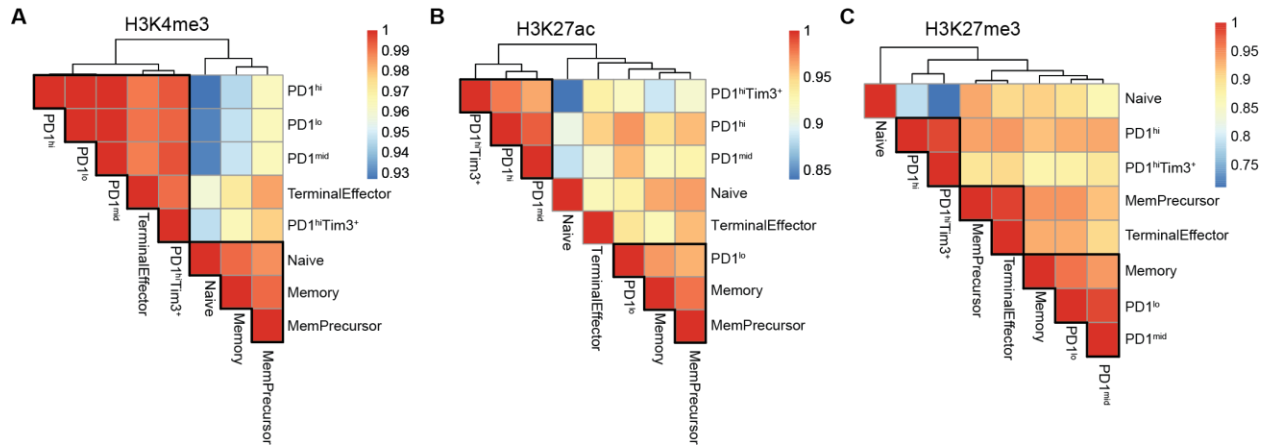 A
H3K4me3
1
0.99
0.98
0.97
0.96
0.95
0.94
0.93
PD1ʰⁱ
PD1ˡᵒ
PD1ᵐⁱᵈ
TerminalEffector
PD1ʰⁱTim3⁺
Naive
Memory
MemPrecursor
PD1ʰⁱ
PD1ˡᵒ
PD1ᵐⁱᵈ
TerminalEffector
PD1ʰⁱTim3⁺
Naive
Memory
MemPrecursor
B
H3K27ac
1
0.95
0.9
0.85
PD1ʰⁱTim3⁺
PD1ʰⁱ
PD1ᵐⁱᵈ
Naive
TerminalEffector
PD1ˡᵒ
Memory
MemPrecursor
PD1ʰⁱTim3⁺
PD1ʰⁱ
PD1ᵐⁱᵈ
Naive
TerminalEffector
PD1ˡᵒ
Memory
MemPrecursor
C
H3K27me3
1
0.95
0.9
0.85
0.8
0.75
Naive
PD1ʰⁱ
PD1ʰⁱTim3⁺
MemPrecursor
TerminalEffector
Memory
PD1ˡᵒ
PD1ᵐⁱᵈ
Naive
PD1ʰⁱ
PD1ʰⁱTim3⁺
MemPrecursor
TerminalEffector
Memory
PD1ˡᵒ
PD1ᵐⁱᵈ